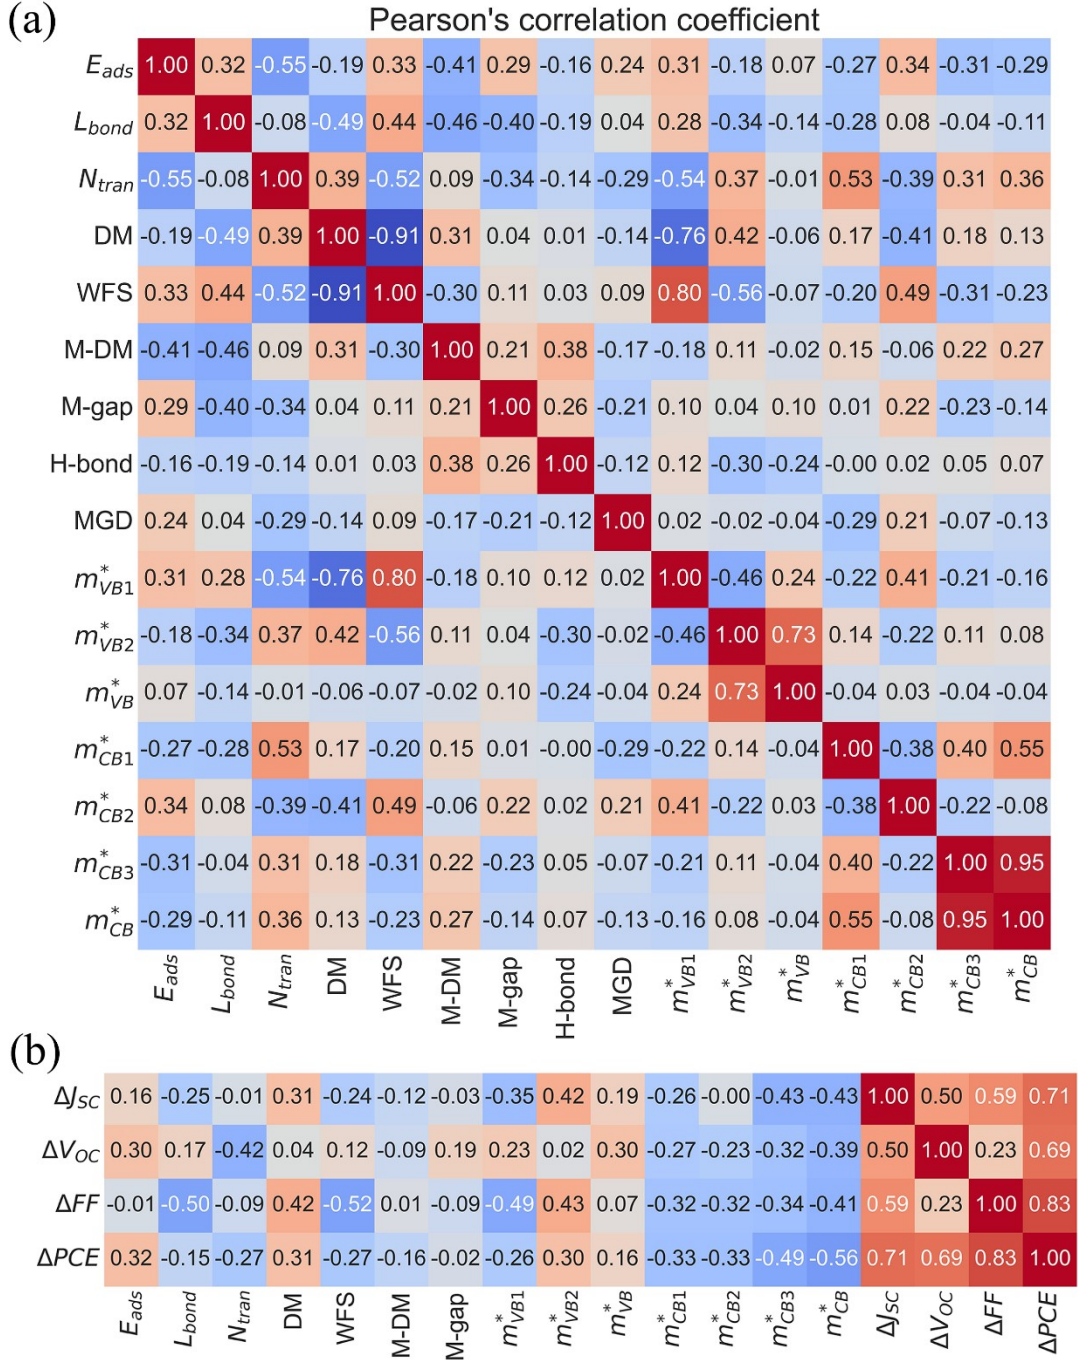 (a)
Pearson's correlation coefficient
E_ads 1.00 0.32 -0.55 -0.19 0.33 -0.41 0.29 -0.16 0.24 0.31 -0.18 0.07 -0.27 0.34 -0.31 -0.29
L_bond 0.32 1.00 -0.08 -0.49 0.44 -0.46 -0.40 -0.19 0.04 0.28 -0.34 -0.14 -0.28 0.08 -0.04 -0.11
N_tran -0.55 -0.08 1.00 0.39 -0.52 0.09 -0.34 -0.14 -0.29 -0.54 0.37 -0.01 0.53 -0.39 0.31 0.36
DM -0.19 -0.49 0.39 1.00 -0.91 0.31 0.04 0.01 -0.14 -0.76 0.42 -0.06 0.17 -0.41 0.18 0.13
WFS 0.33 0.44 -0.52 -0.91 1.00 -0.30 0.11 0.03 0.09 0.80 -0.56 -0.07 -0.20 0.49 -0.31 -0.23
M-DM -0.41 -0.46 0.09 0.31 -0.30 1.00 0.21 0.38 -0.17 -0.18 0.11 -0.02 0.15 -0.06 0.22 0.27
M-gap 0.29 -0.40 -0.34 0.04 0.11 0.21 1.00 0.26 -0.21 0.10 0.04 0.10 0.01 0.22 -0.23 -0.14
H-bond -0.16 -0.19 -0.14 0.01 0.03 0.38 0.26 1.00 -0.12 0.12 -0.30 -0.24 -0.00 0.02 0.05 0.07
MGD 0.24 0.04 -0.29 -0.14 0.09 -0.17 -0.21 -0.12 1.00 0.02 -0.02 -0.04 -0.29 0.21 -0.07 -0.13
m*_VB1 0.31 0.28 -0.54 -0.76 0.80 -0.18 0.10 0.12 0.02 1.00 -0.46 0.24 -0.22 0.41 -0.21 -0.16
m*_VB2 -0.18 -0.34 0.37 0.42 -0.56 0.11 0.04 -0.30 -0.02 -0.46 1.00 0.73 0.14 -0.22 0.11 0.08
m*_VB 0.07 -0.14 -0.01 -0.06 -0.07 -0.02 0.10 -0.24 -0.04 0.24 0.73 1.00 -0.04 0.03 -0.04 -0.04
m*_CB1 -0.27 -0.28 0.53 0.17 -0.20 0.15 0.01 -0.00 -0.29 -0.22 0.14 -0.04 1.00 -0.38 0.40 0.55
m*_CB2 0.34 0.08 -0.39 -0.41 0.49 -0.06 0.22 0.02 0.21 0.41 -0.22 0.03 -0.38 1.00 -0.22 -0.08
m*_CB3 -0.31 -0.04 0.31 0.18 -0.31 0.22 -0.23 0.05 -0.07 -0.21 0.11 -0.04 0.40 -0.22 1.00 0.95
m*_CB -0.29 -0.11 0.36 0.13 -0.23 0.27 -0.14 0.07 -0.13 -0.16 0.08 -0.04 0.55 -0.08 0.95 1.00
E_ads L_bond N_tran DM WFS M-DM M-gap H-bond MGD m*_VB1 m*_VB2 m*_VB m*_CB1 m*_CB2 m*_CB3 m*_CB
(b)
ΔJ_SC 0.16 -0.25 -0.01 0.31 -0.24 -0.12 -0.03 -0.35 0.42 0.19 -0.26 -0.00 -0.43 -0.43 1.00 0.50 0.59 0.71
ΔV_OC 0.30 0.17 -0.42 0.04 0.12 -0.09 0.19 0.23 0.02 0.30 -0.27 -0.23 -0.32 -0.39 0.50 1.00 0.23 0.69
ΔFF -0.01 -0.50 -0.09 0.42 -0.52 0.01 -0.09 -0.49 0.43 0.07 -0.32 -0.32 -0.34 -0.41 0.59 0.23 1.00 0.83
ΔPCE 0.32 -0.15 -0.27 0.31 -0.27 -0.16 -0.02 -0.26 0.30 0.16 -0.33 -0.33 -0.49 -0.56 0.71 0.69 0.83 1.00
E_ads L_bond N_tran DM WFS M-DM M-gap m*_VB1 m*_VB2 m*_VB m*_CB1 m*_CB2 m*_CB3 m*_CB ΔJ_SC ΔV_OC ΔFF ΔPCE